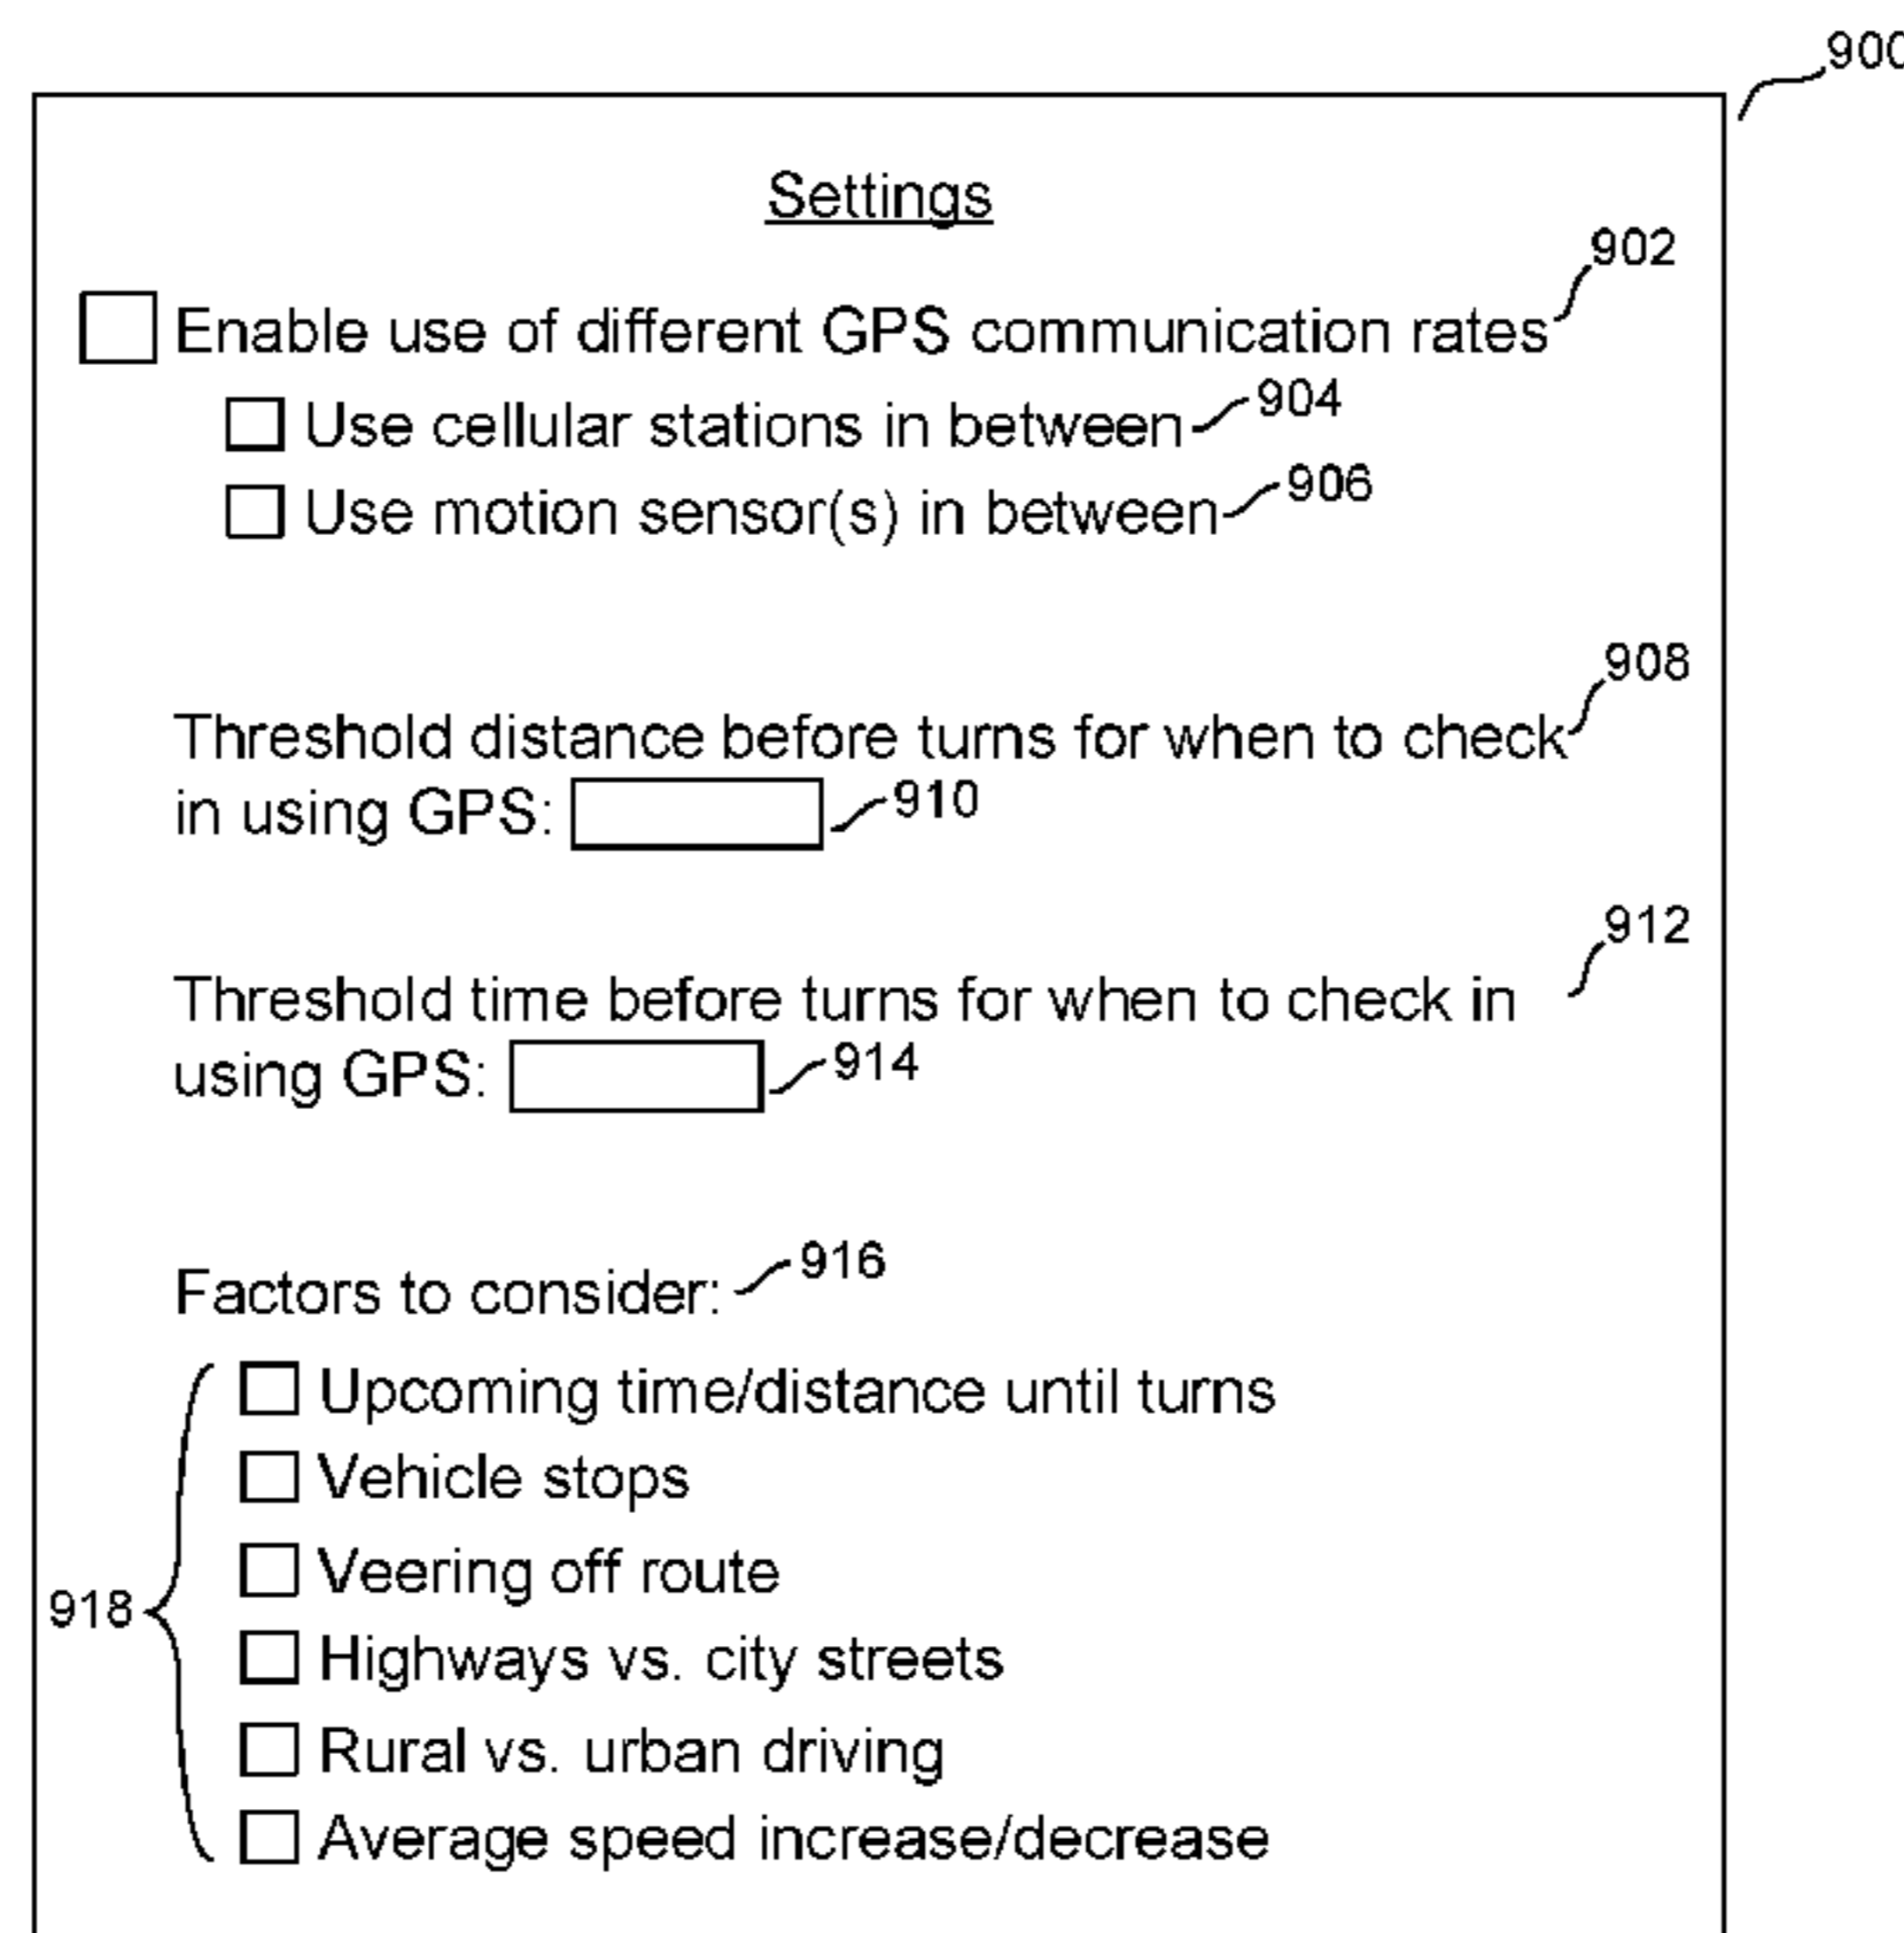 900
Settings
902
Enable use of different GPS communication rates
Use cellular stations in between 904
Use motion sensor(s) in between 906
908
Threshold distance before turns for when to check
in using GPS: 910
912
Threshold time before turns for when to check in
using GPS: 914
Factors to consider: 916
Upcoming time/distance until turns
Vehicle stops
Veering off route
918 Highways vs. city streets
Rural vs. urban driving
Average speed increase/decrease